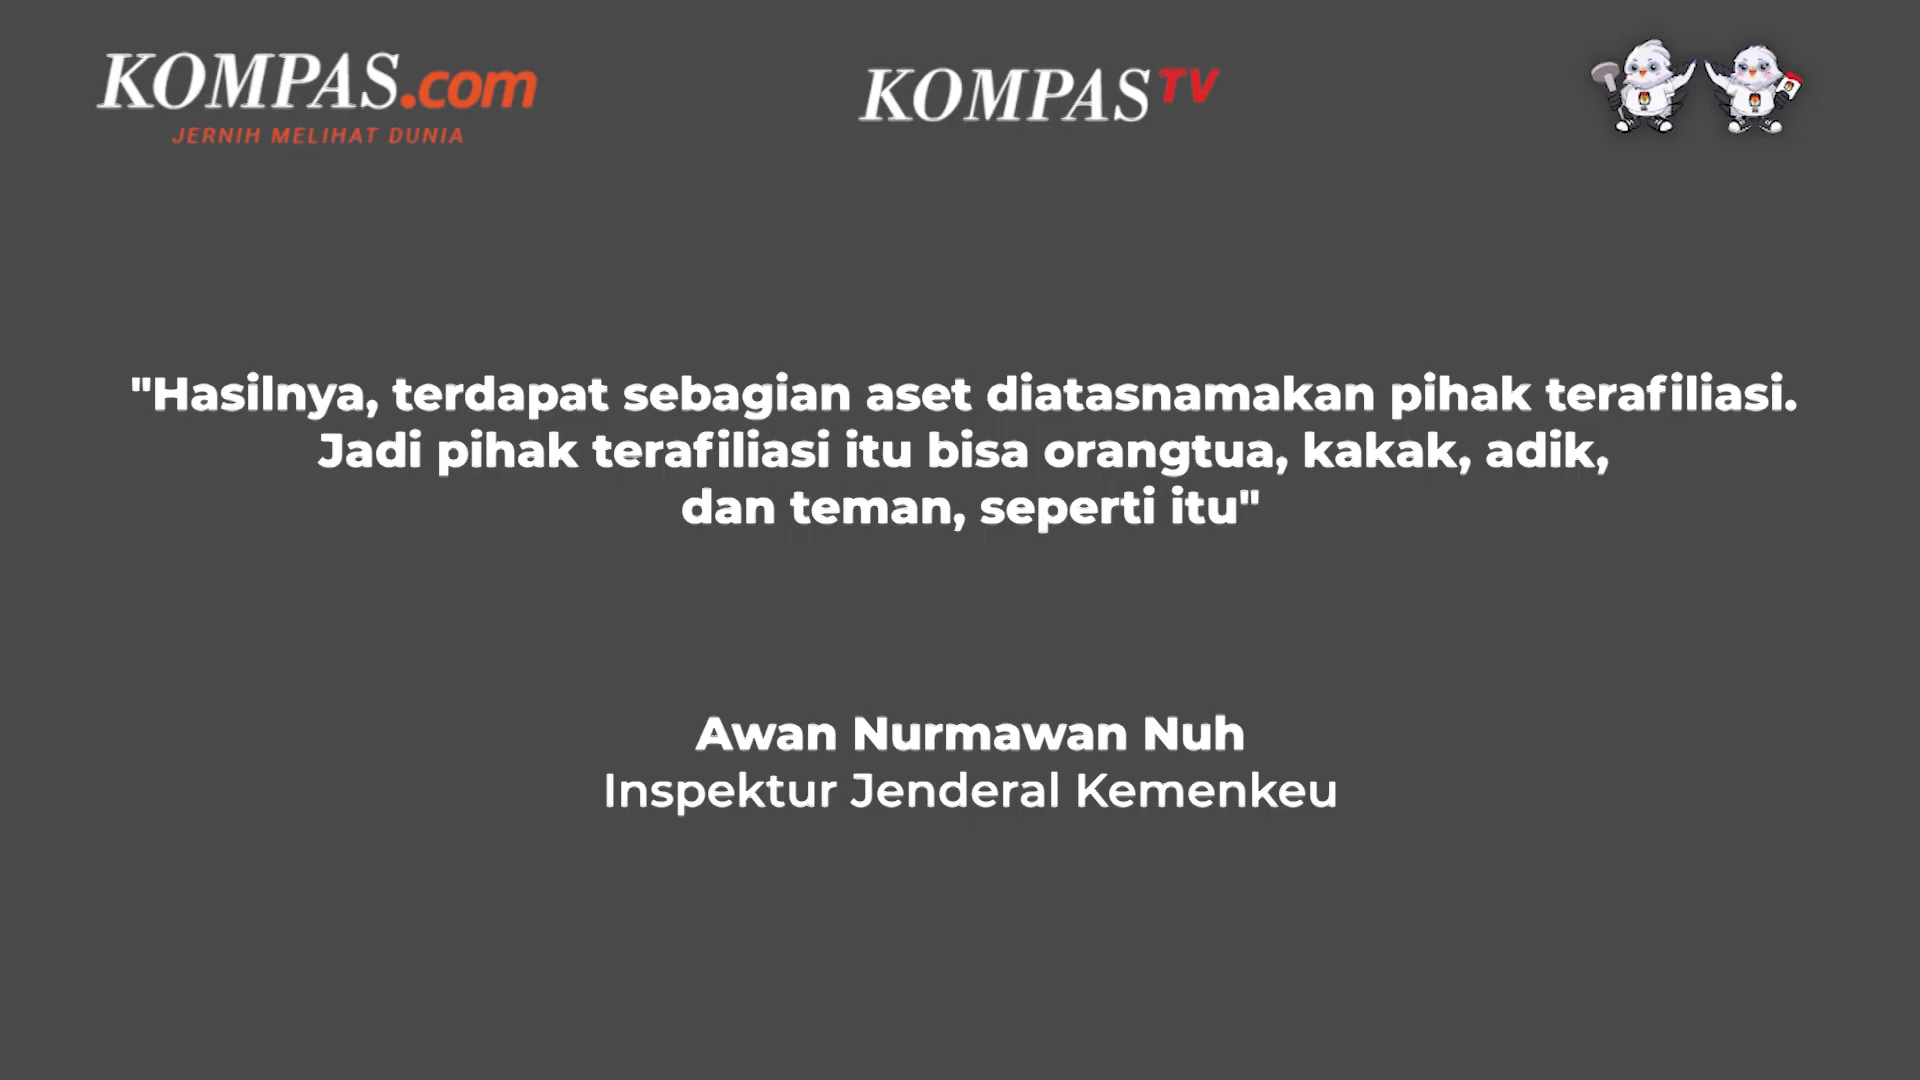 KOMPAS.com
JERNIH MELIHAT DUNIA
KOMPAS TV
"Hasilnya, terdapat sebagian aset diatasnamakan pihak terafiliasi.
Jadi pihak terafiliasi itu bisa orangtua, kakak, adik,
dan teman, seperti itu"
Awan Nurmawan Nuh
Inspektur Jenderal Kemenkeu